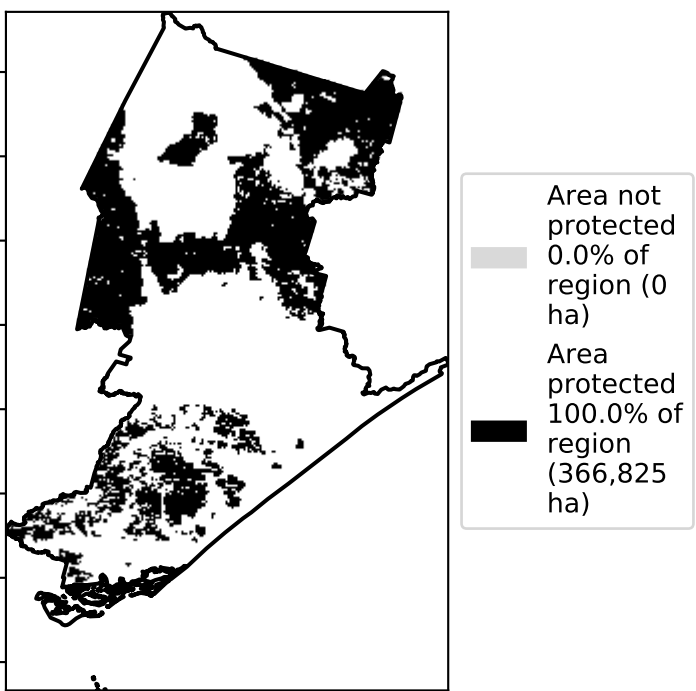 Area not
protected
0.0% of
region (0
ha)
Area
protected
100.0% of
region
(366,825
ha)